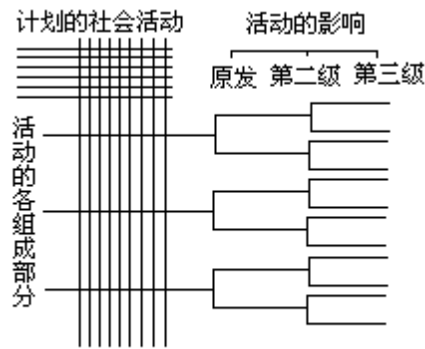 计划的社会活动
活动的影响
原发 第二级 第三级
活动的各组成部分